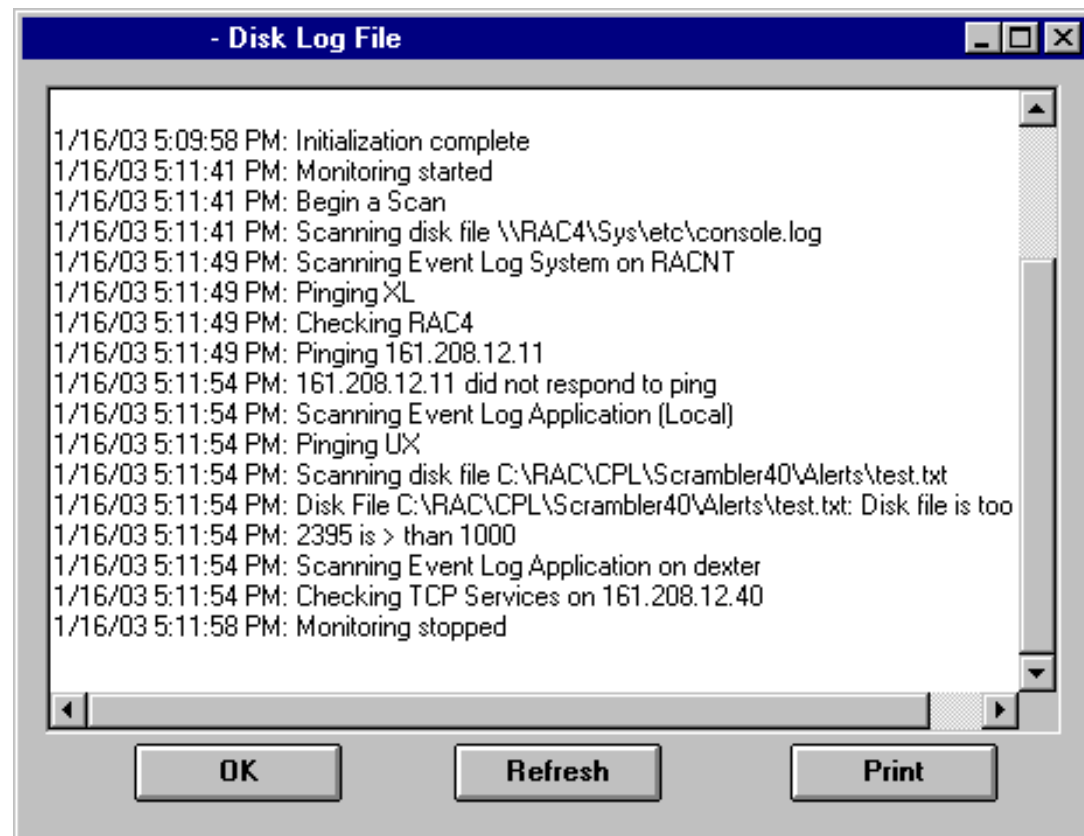 - Disk Log File
1/16/03 5:09:58 PM: Initialization complete
1/16/03 5:11:41 PM: Monitoring started
1/16/03 5:11:41 PM: Begin a Scan
1/16/03 5:11:41 PM: Scanning disk file \\RAC4\Sys\etc\console.log
1/16/03 5:11:49 PM: Scanning Event Log System on RACNT
1/16/03 5:11:49 PM: Pinging XL
1/16/03 5:11:49 PM: Checking RAC4
1/16/03 5:11:49 PM: Pinging 161.208.12.11
1/16/03 5:11:54 PM: 161.208.12.11 did not respond to ping
1/16/03 5:11:54 PM: Scanning Event Log Application (Local)
1/16/03 5:11:54 PM: Pinging UX
1/16/03 5:11:54 PM: Scanning disk file C:\RAC\CPL\Scrambler40\Alerts\test.txt
1/16/03 5:11:54 PM: Disk File C:\RAC\CPL\Scrambler40\Alerts\test.txt: Disk file is too
1/16/03 5:11:54 PM: 2395 is > than 1000
1/16/03 5:11:54 PM: Scanning Event Log Application on dexter
1/16/03 5:11:54 PM: Checking TCP Services on 161.208.12.40
1/16/03 5:11:58 PM: Monitoring stopped
OK Refresh Print